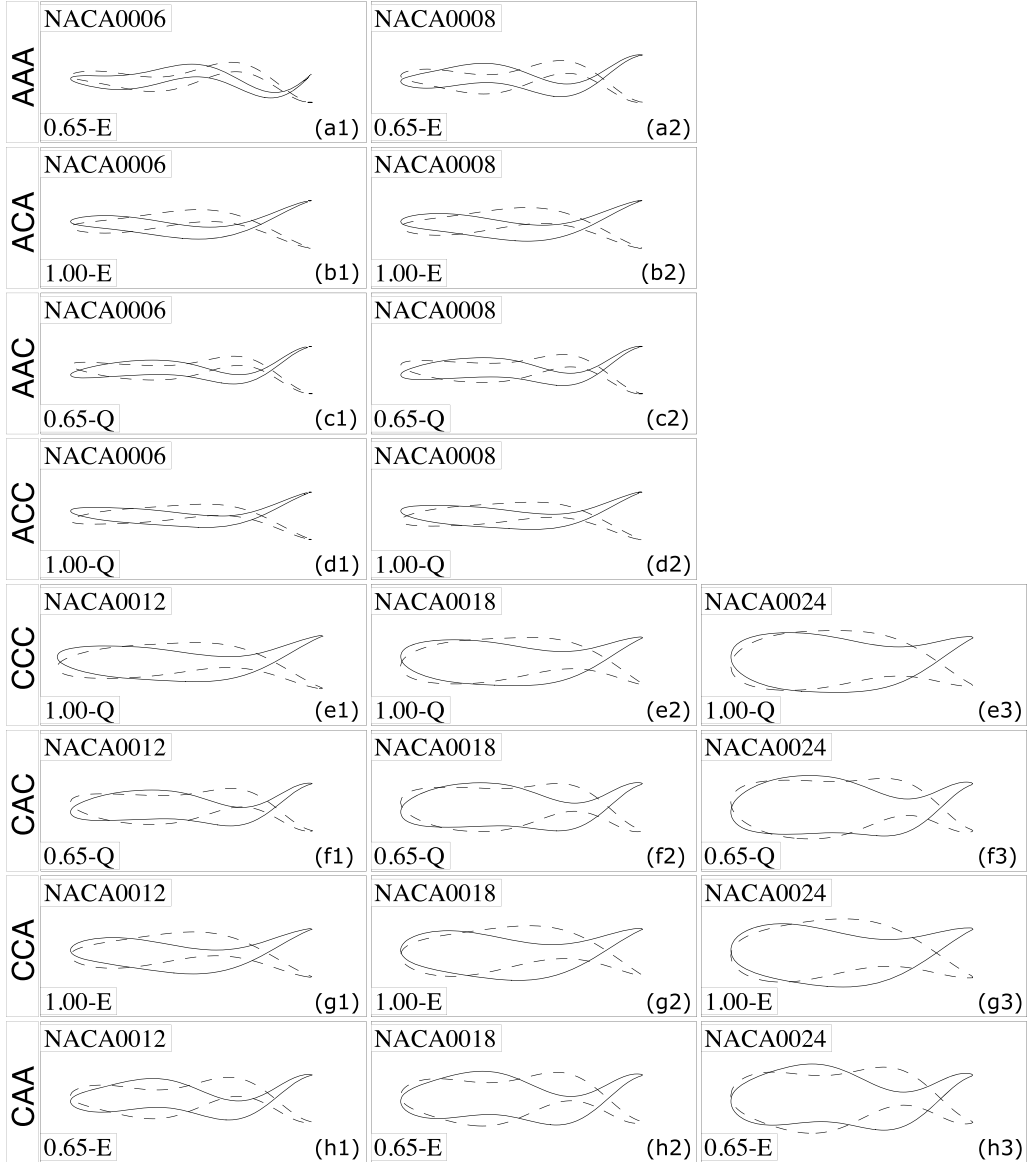 AAA
NACA0006
0.65-E
(a1)
NACA0008
0.65-E
(a2)
ACA
NACA0006
1.00-E
(b1)
NACA0008
1.00-E
(b2)
AAC
NACA0006
0.65-Q
(c1)
NACA0008
0.65-Q
(c2)
ACC
NACA0006
1.00-Q
(d1)
NACA0008
1.00-Q
(d2)
CCC
NACA0012
1.00-Q
(e1)
NACA0018
1.00-Q
(e2)
NACA0024
1.00-Q
(e3)
CAC
NACA0012
0.65-Q
(f1)
NACA0018
0.65-Q
(f2)
NACA0024
0.65-Q
(f3)
CCA
NACA0012
1.00-E
(g1)
NACA0018
1.00-E
(g2)
NACA0024
1.00-E
(g3)
CAA
NACA0012
0.65-E
(h1)
NACA0018
0.65-E
(h2)
NACA0024
0.65-E
(h3)